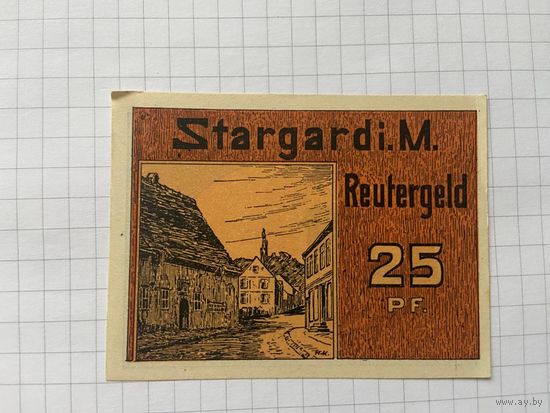 Stargard i. M.
Reutergeld
25
PF.
H.K.
www.ay.by